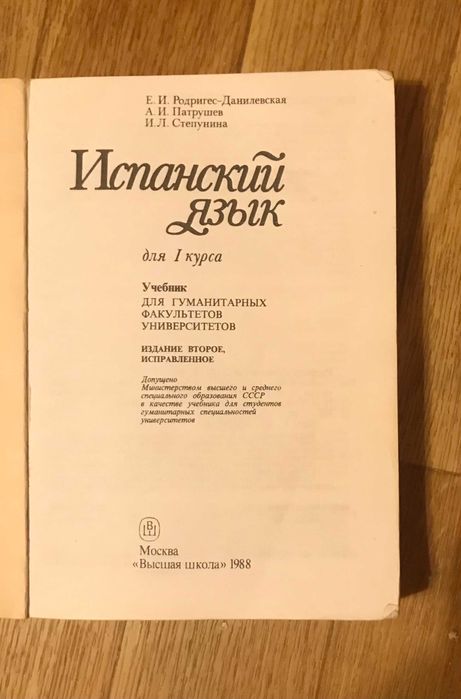 Е. И. Родригес-Данилевская
А. И. Патрушев
И. Л. Степунина
Испанский
язык
для I курса
Учебник
ДЛЯ ГУМАНИТАРНЫХ
ФАКУЛЬТЕТОВ
УНИВЕРСИТЕТОВ
ИЗДАНИЕ ВТОРОЕ,
ИСПРАВЛЕННОЕ
Допущено
Министерством высшего и среднего
специального образования СССР
в качестве учебника для студентов
гуманитарных специальностей
университетов
ВШ
Москва
«Высшая школа» 1988